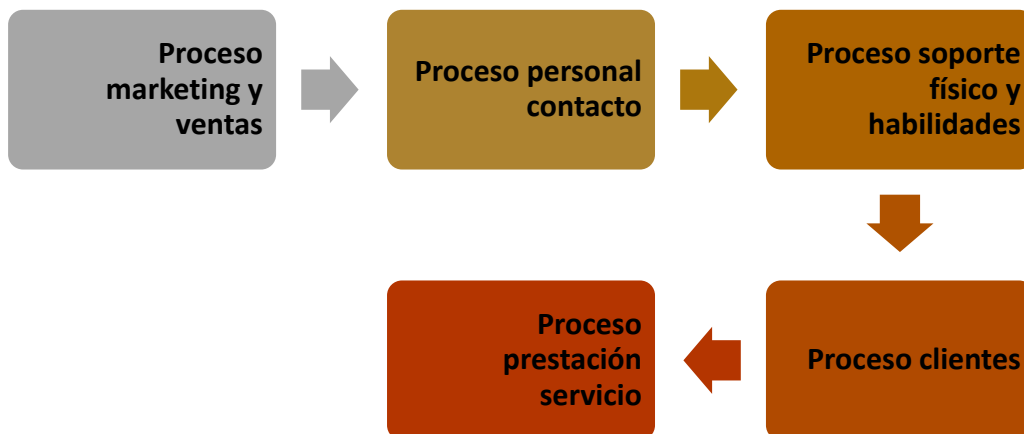 Proceso
marketing y
ventas
Proceso personal
contacto
Proceso soporte
físico y
habilidades
Proceso clientes
Proceso
prestación
servicio